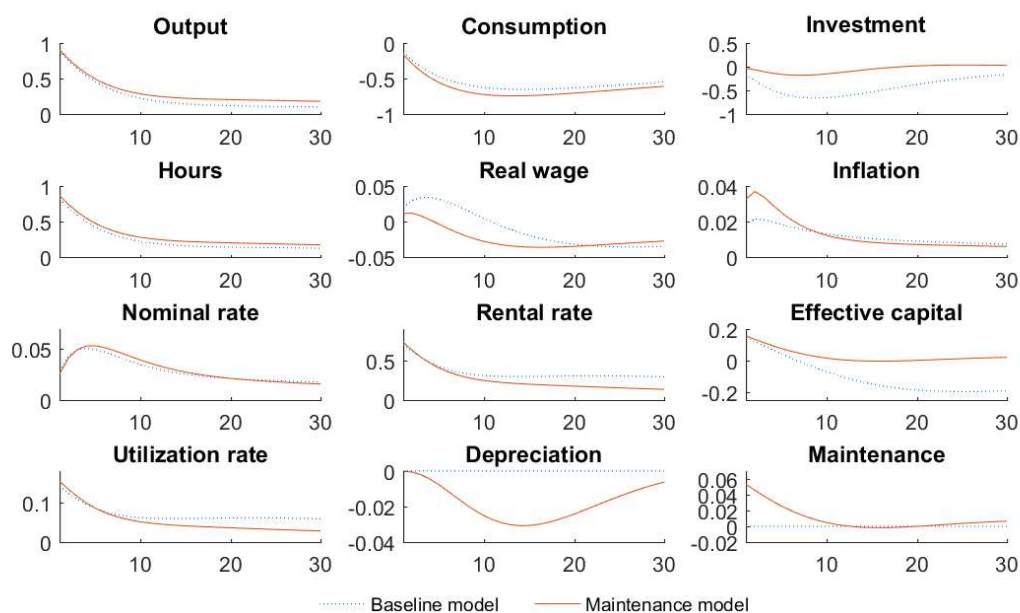 Output Consumption Investment
1 0 0.5
0.5 -0.5 0
-0.5
0 -1 -1
10 20 30 10 20 30 10 20 30
Hours Real wage Inflation
1 0.05 0.04
0.5 0 0.02
0 -0.05 0
10 20 30 10 20 30 10 20 30
Nominal rate Rental rate Effective capital
0.2
0.05 0.5 0
-0.2
0 0
10 20 30 10 20 30 10 20 30
Utilization rate Depreciation Maintenance
0 0.06
0.1 0.04
-0.02 0.02
0
0 -0.04 -0.02
10 20 30 10 20 30 10 20 30
Baseline model Maintenance model